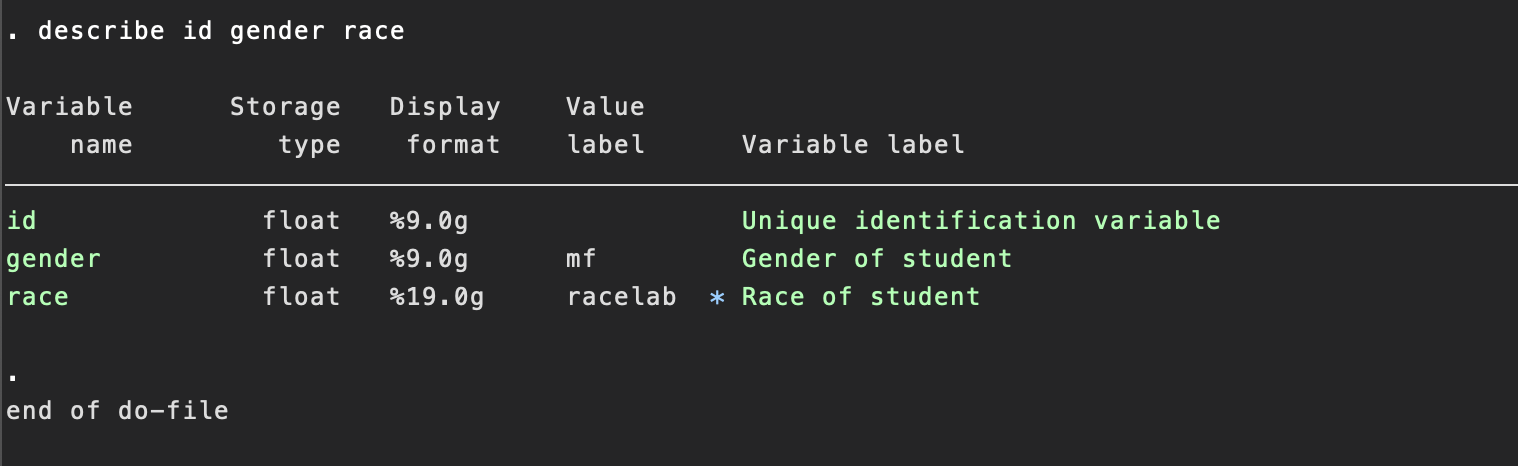 . describe id gender race
Variable      Storage   Display    Value
    name         type    format    label      Variable label
id              float   %9.0g                 Unique identification variable
gender          float   %9.0g      mf         Gender of student
race            float   %19.0g     racelab  * Race of student
.
end of do-file